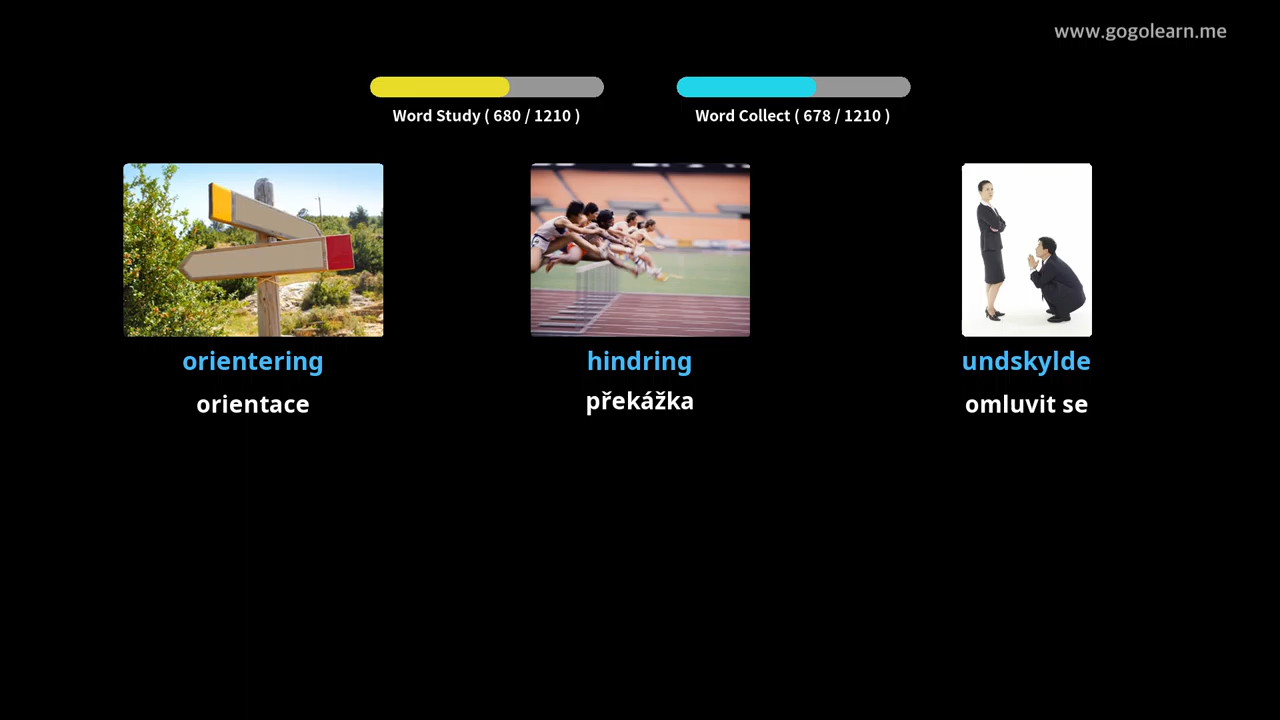 www.gogolearn.me
Word Study ( 680 / 1210 )
Word Collect ( 678 / 1210 )
orientering
hindring
undskylde
orientace
překážka
omluvit se